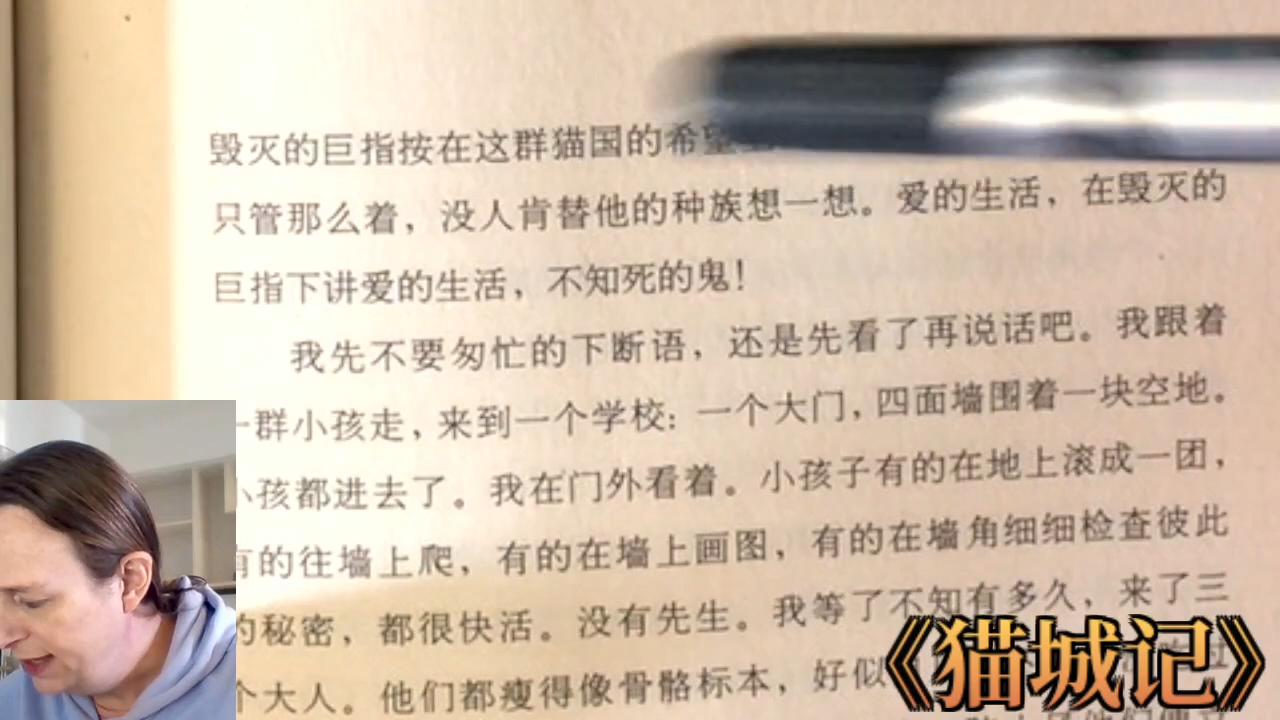 毁灭的巨指按在这群猫国的希望
只管那么着，没人肯替他的种族想一想。爱的生活，在毁灭的
巨指下讲爱的生活，不知死的鬼！
我先不要匆忙的下断语，还是先看了再说话吧。我跟着
一群小孩走，来到一个学校：一个大门，四面墙围着一块空地。
小孩都进去了。我在门外看着。小孩子有的在地上滚成一团，
有的往墙上爬，有的在墙上画图，有的在墙角细细检查彼此
的秘密，都很快活。没有先生。我等了不知有多久，来了三
个大人。他们都瘦得像骨骼标本，好似
《猫城记》